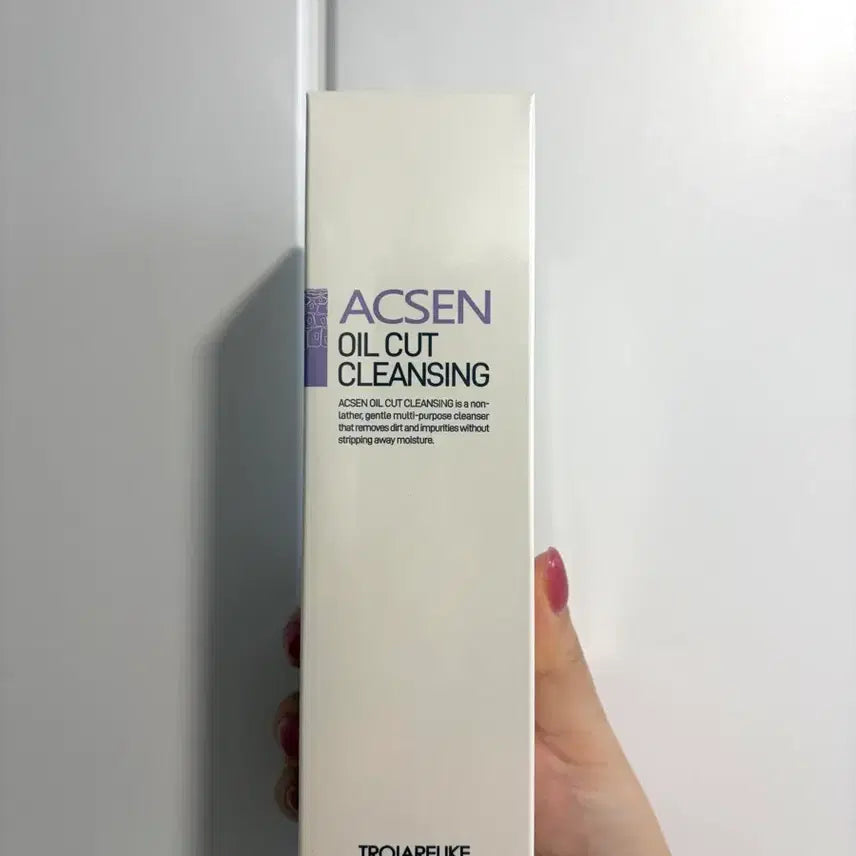 ACSEN
OIL CUT
CLEANSING
ACSEN OIL CUT CLEANSING is a non-
lather, gentle multi-purpose cleanser
that removes dirt and impurities without
stripping away moisture.
TROIAREUKE